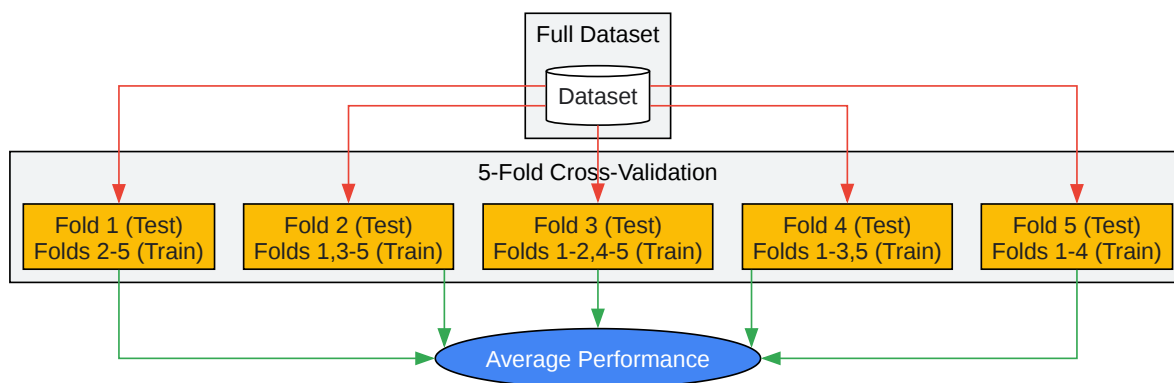 Full Dataset
Dataset
5-Fold Cross-Validation
Fold 1 (Test)
Folds 2-5 (Train)
Fold 2 (Test)
Folds 1,3-5 (Train)
Fold 3 (Test)
Folds 1-2,4-5 (Train)
Fold 4 (Test)
Folds 1-3,5 (Train)
Fold 5 (Test)
Folds 1-4 (Train)
Average Performance